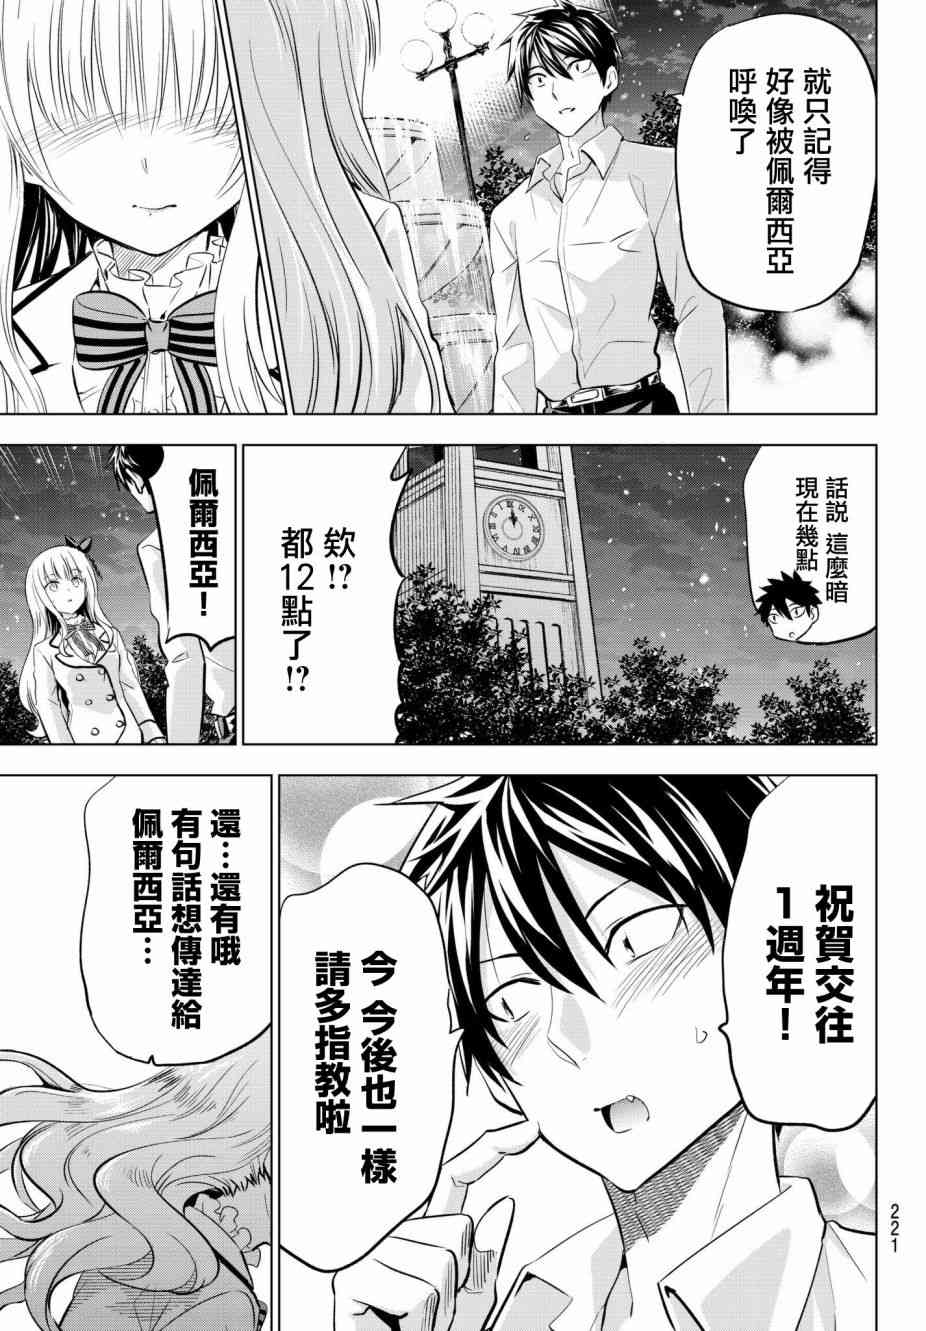 就只記得
好像被佩爾西亞
呼喚了
話説 這麼暗
現在幾點
欸!?
都12點了!?
佩爾西亞！
祝賀交往
1週年！
今 今後也一樣
請多指教啦
還…還有哦
有句話想傳達給
佩爾西亞…
221